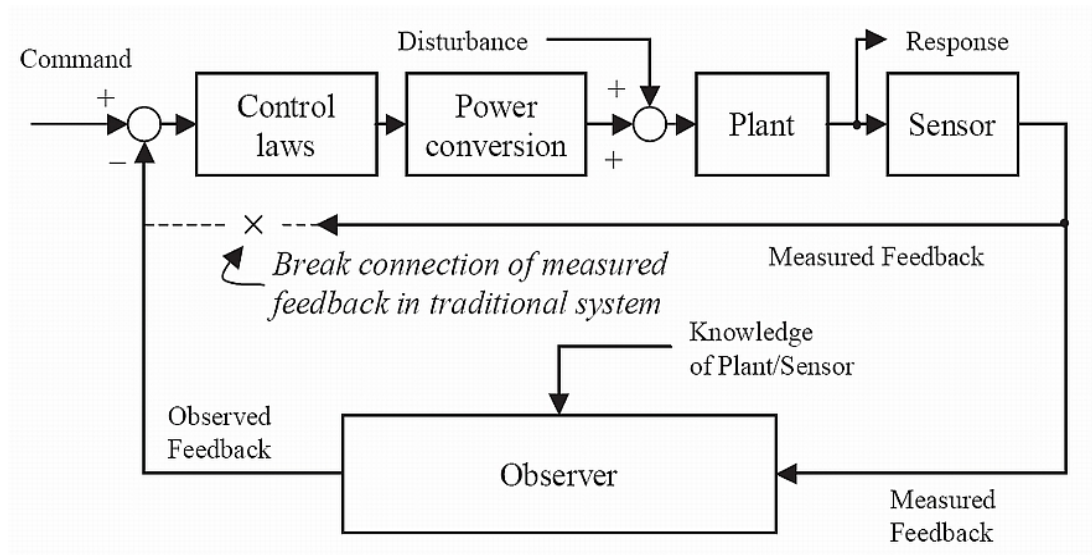 Command
+
−
Control
laws
Power
conversion
Disturbance
+
+
Plant
Response
Sensor
×
Measured Feedback
Break connection of measured
feedback in traditional system
Knowledge
of Plant/Sensor
Observed
Feedback
Observer
Measured
Feedback